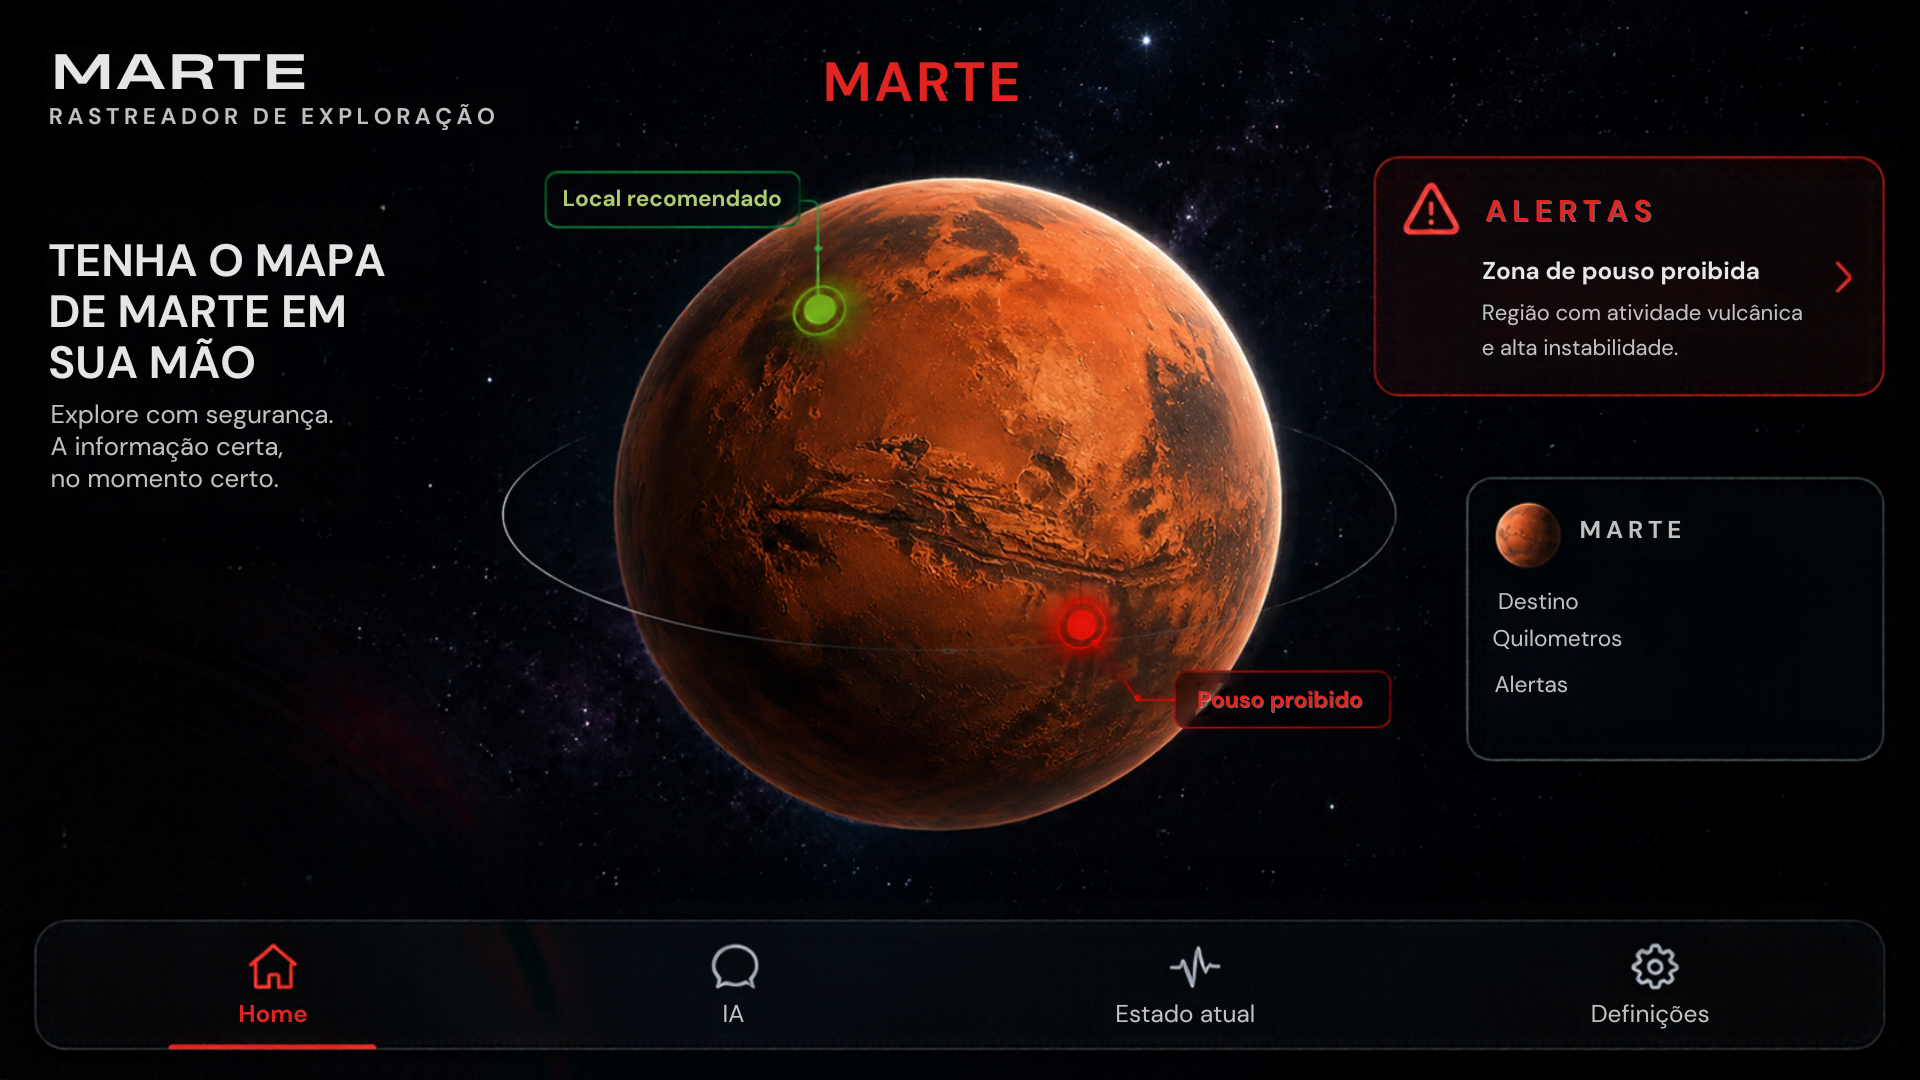 MARTE
RASTREADOR DE EXPLORAÇÃO
MARTE
TENHA O MAPA
DE MARTE EM
SUA MÃO
Explore com segurança.
A informação certa,
no momento certo.
Local recomendado
Pouso proibido
ALERTAS
Zona de pouso proibida
Região com atividade vulcânica
e alta instabilidade.
MARTE
Destino
Quilometros
Alertas
Home
IA
Estado atual
Definições